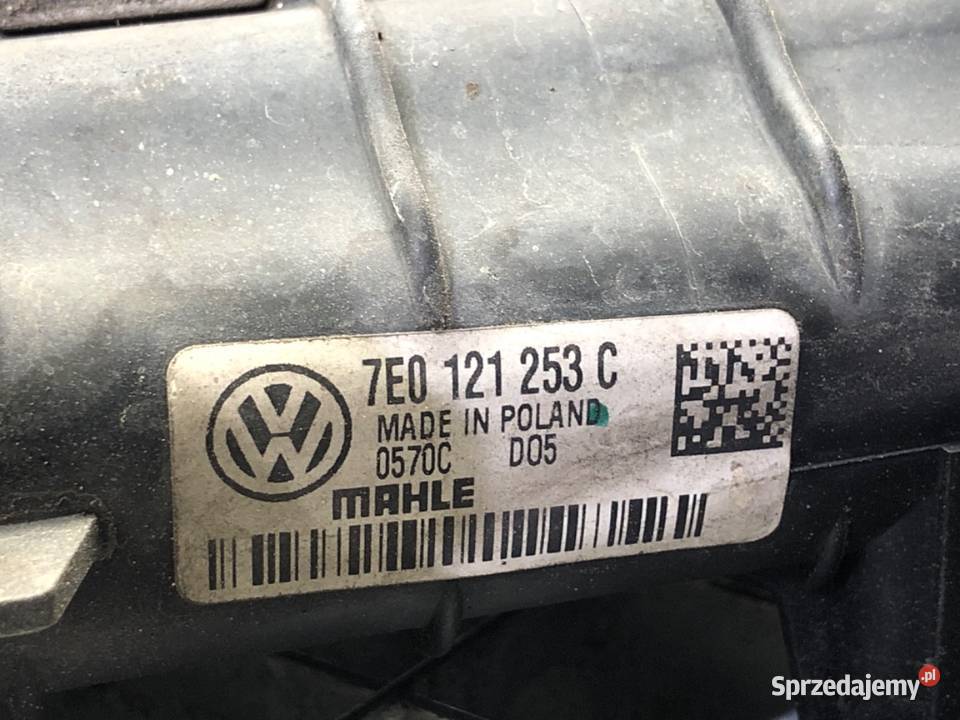 7E0 121 253 C
MADE IN POLAND
0570C D05
MAHLE
Sprzedajemy.pl